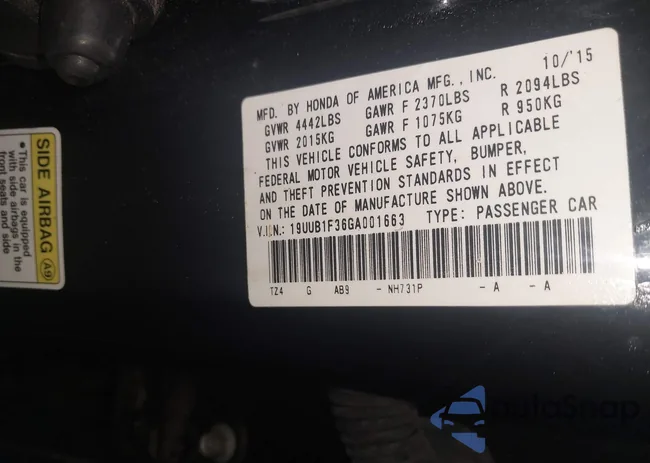 10/'15
MFD. BY HONDA OF AMERICA MFG., INC.
GVWR 4442LBS GAWR F 2370LBS R 2094LBS
GVWR 2015KG GAWR F 1075KG R 950KG
THIS VEHICLE CONFORMS TO ALL APPLICABLE
FEDERAL MOTOR VEHICLE SAFETY, BUMPER,
AND THEFT PREVENTION STANDARDS IN EFFECT
ON THE DATE OF MANUFACTURE SHOWN ABOVE.
V.I.N.: 19UUB1F36GA001663 TYPE: PASSENGER CAR
TZ4 G AB9 - NH731P - A - A
SIDE AIRBAG A9
• This car is equipped
with side airbags in the
front seats and side
AutoSnap